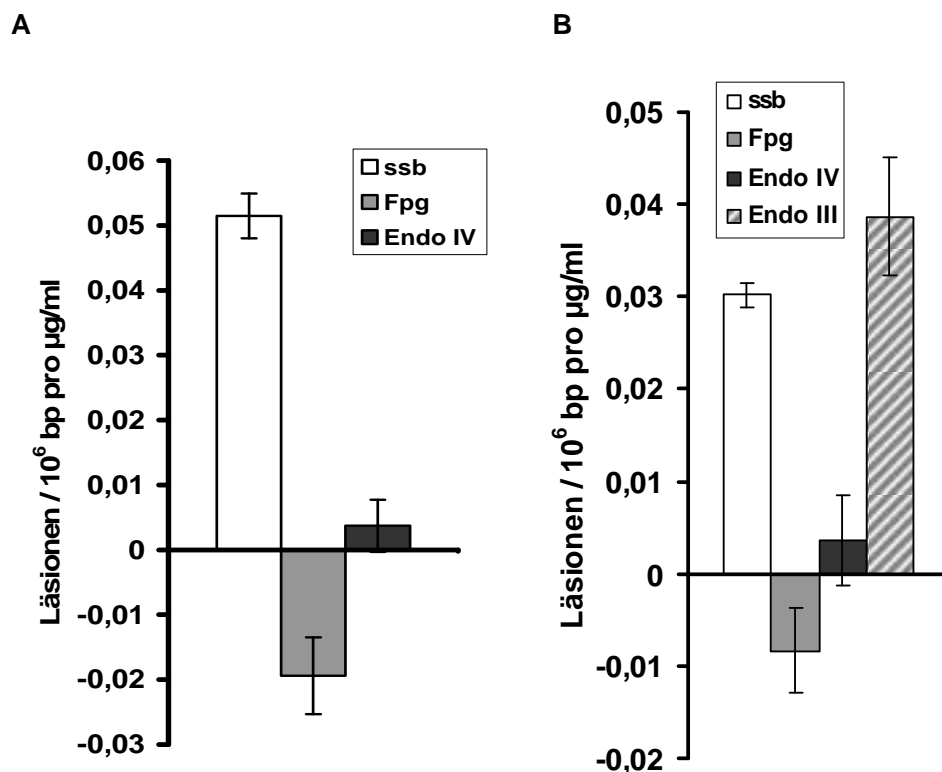 A
0,06
0,05
0,04
0,03
0,02
0,01
0
-0,01
-0,02
-0,03
Läsionen / 10⁶ bp pro µg/ml
ssb
Fpg
Endo IV
B
0,05
0,04
0,03
0,02
0,01
0
-0,01
-0,02
Läsionen / 10⁶ bp pro µg/ml
ssb
Fpg
Endo IV
Endo III